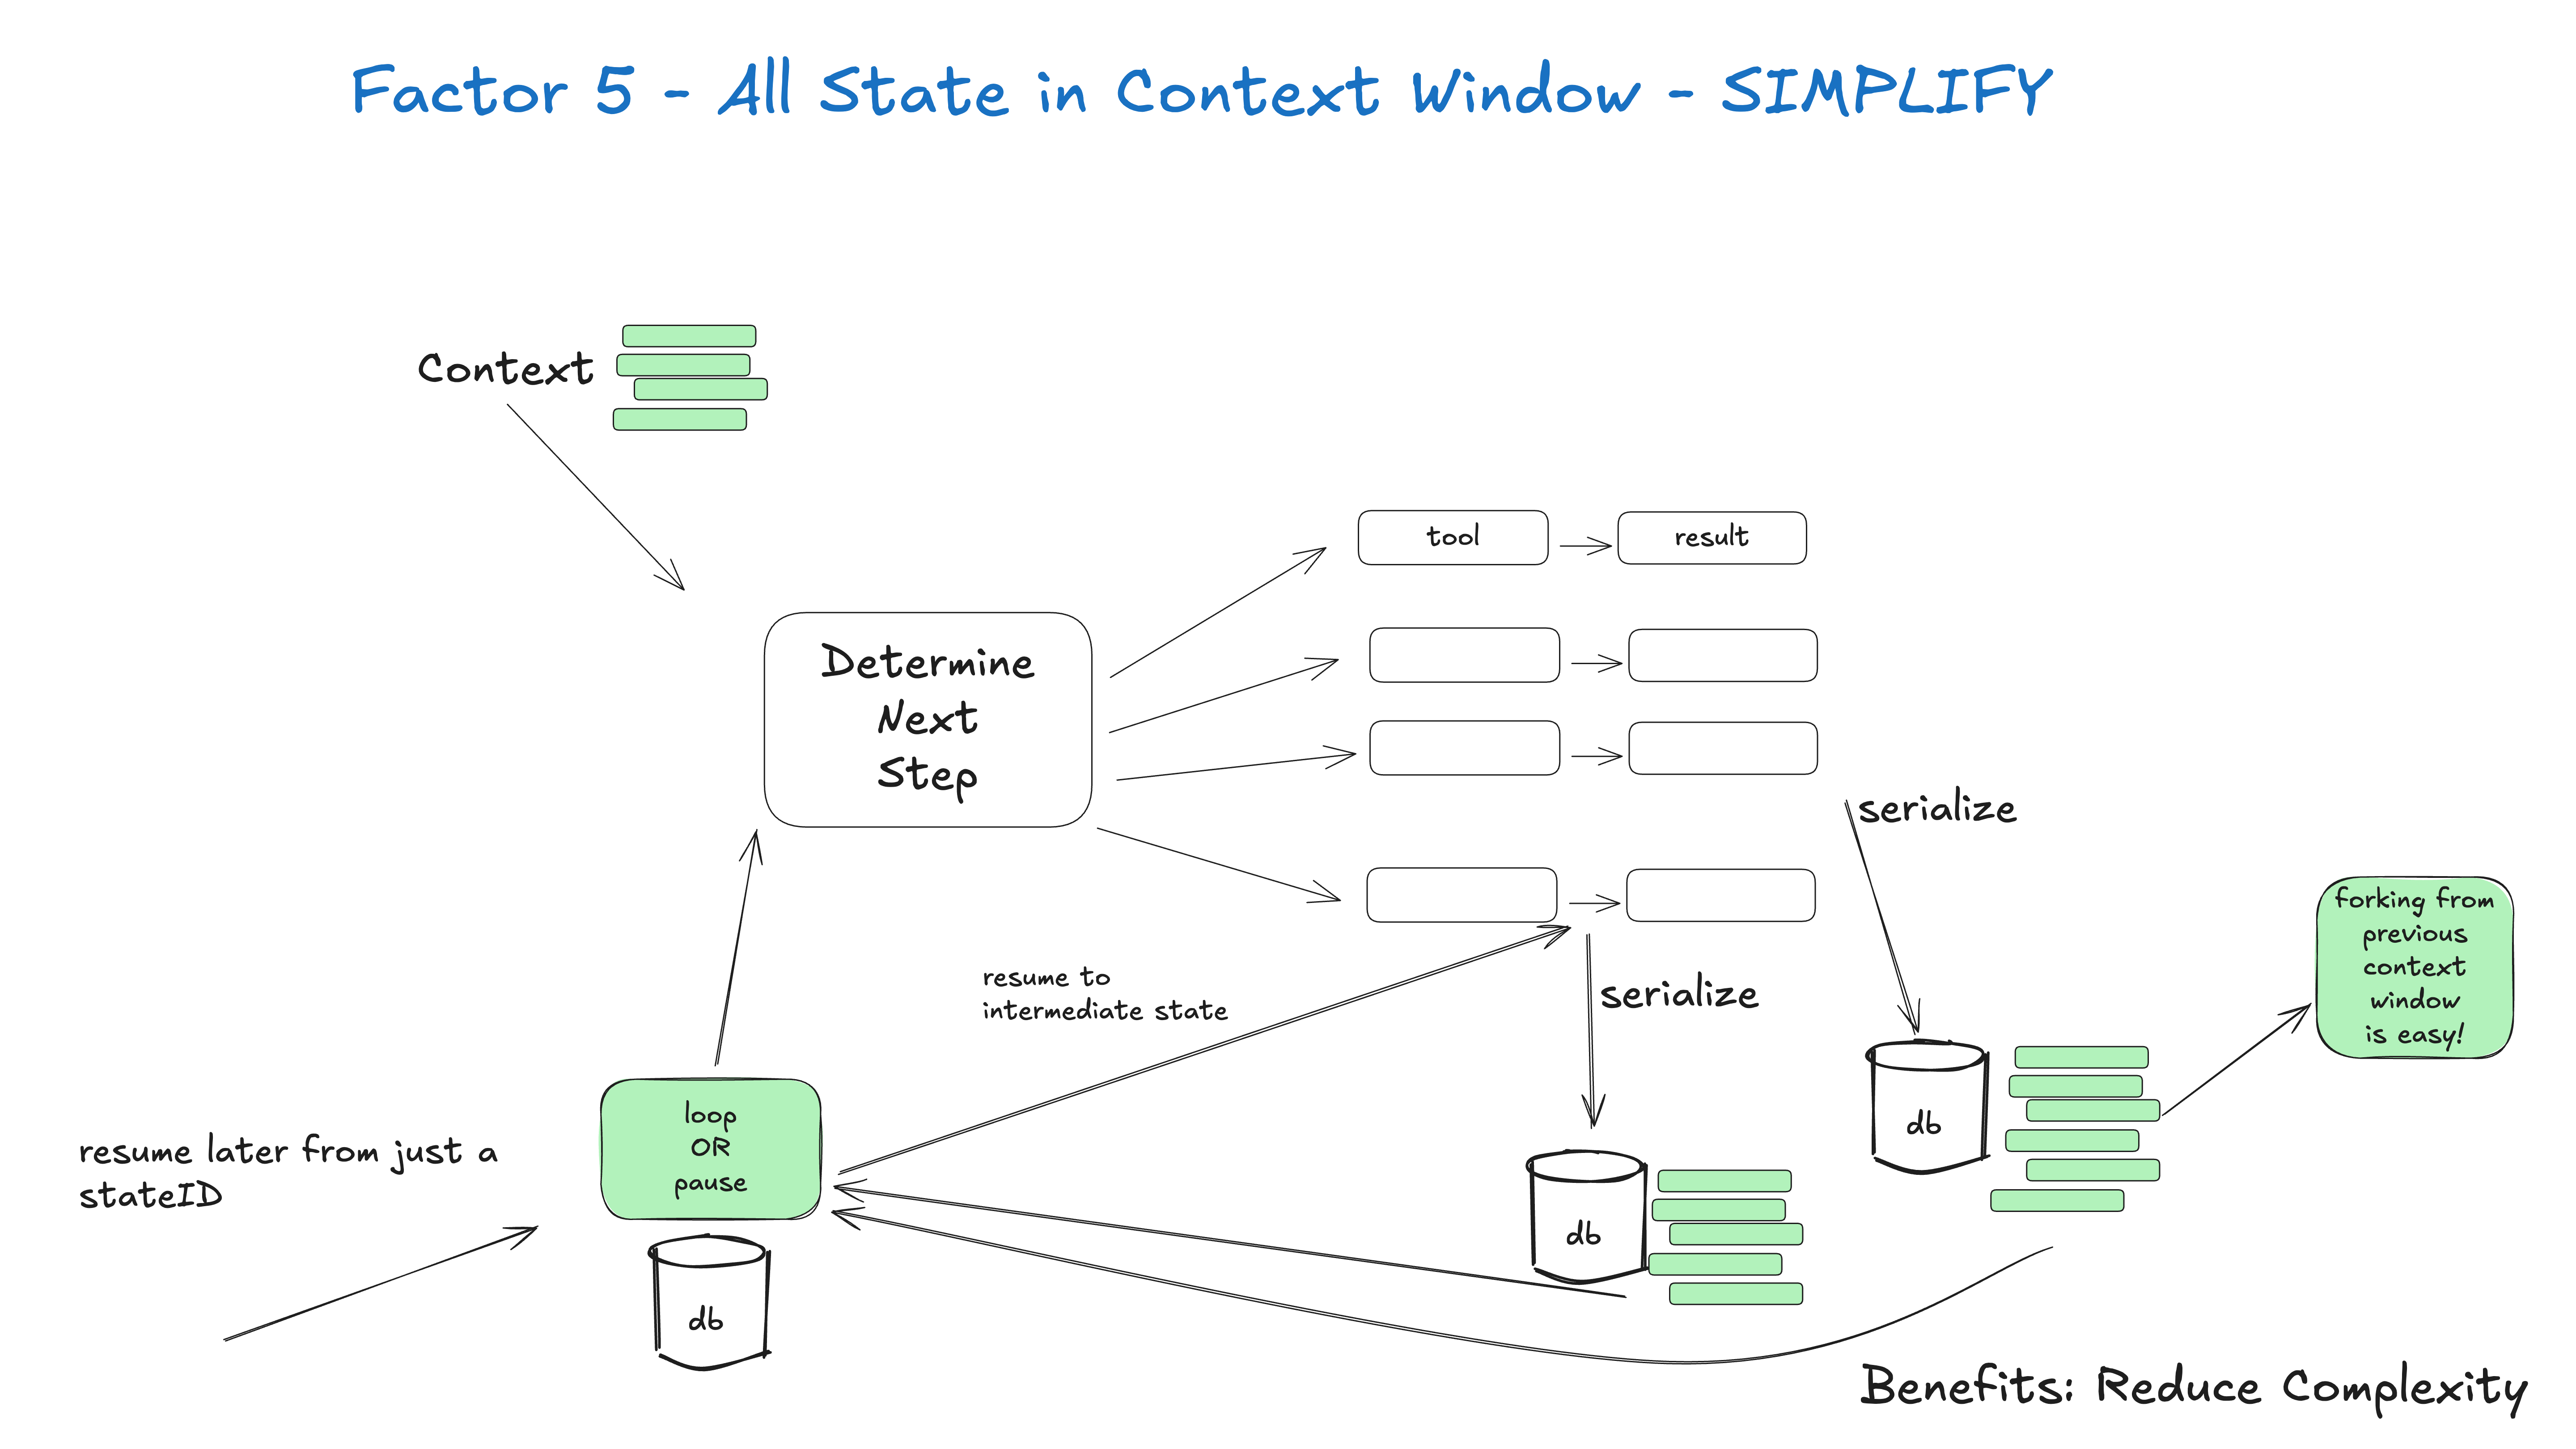 Factor 5 - All State in Context Window - SIMPLIFY
Context
tool
result
Determine
Next
Step
serialize
forking from
previous
context
window
is easy!
resume to
intermediate state
serialize
loop
OR
pause
db
resume later from just a
stateID
db
db
Benefits: Reduce Complexity